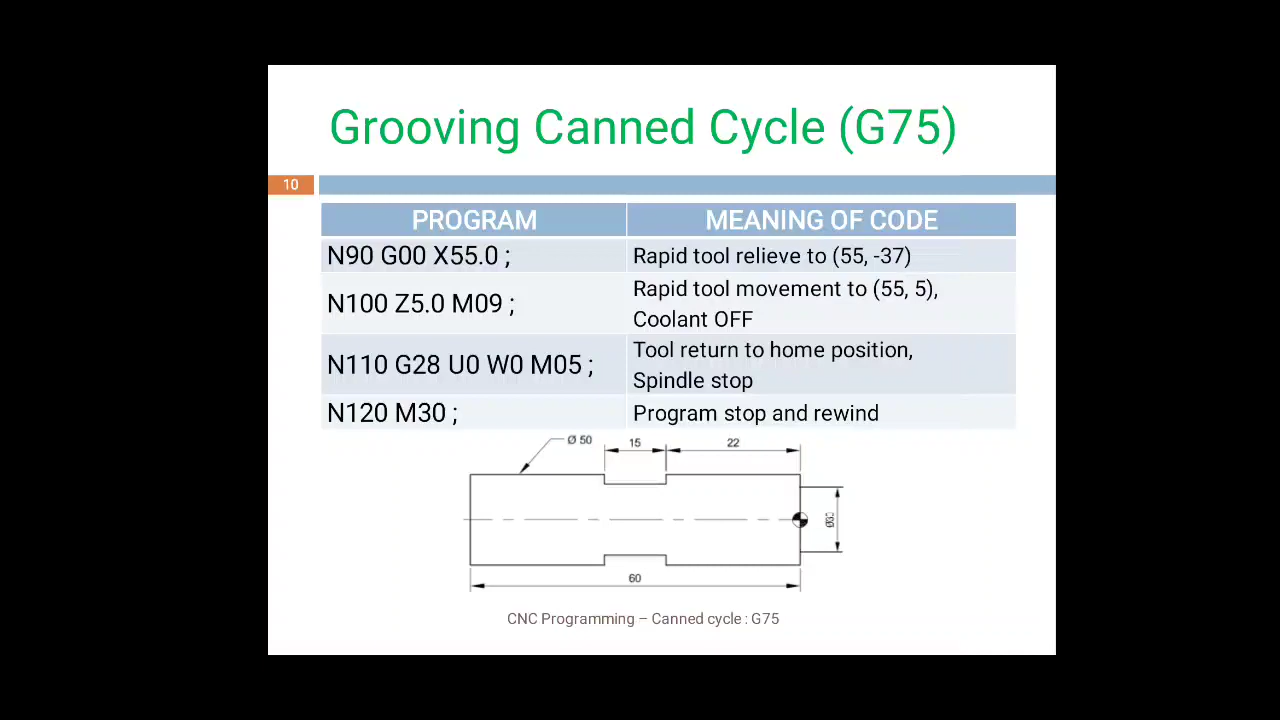 Grooving Canned Cycle (G75)
10
PROGRAM
MEANING OF CODE
N90 G00 X55.0 ;
Rapid tool relieve to (55, -37)
N100 Z5.0 M09 ;
Rapid tool movement to (55, 5),
Coolant OFF
N110 G28 U0 W0 M05 ;
Tool return to home position,
Spindle stop
N120 M30 ;
Program stop and rewind
Ø 50
15
22
60
CNC Programming – Canned cycle : G75